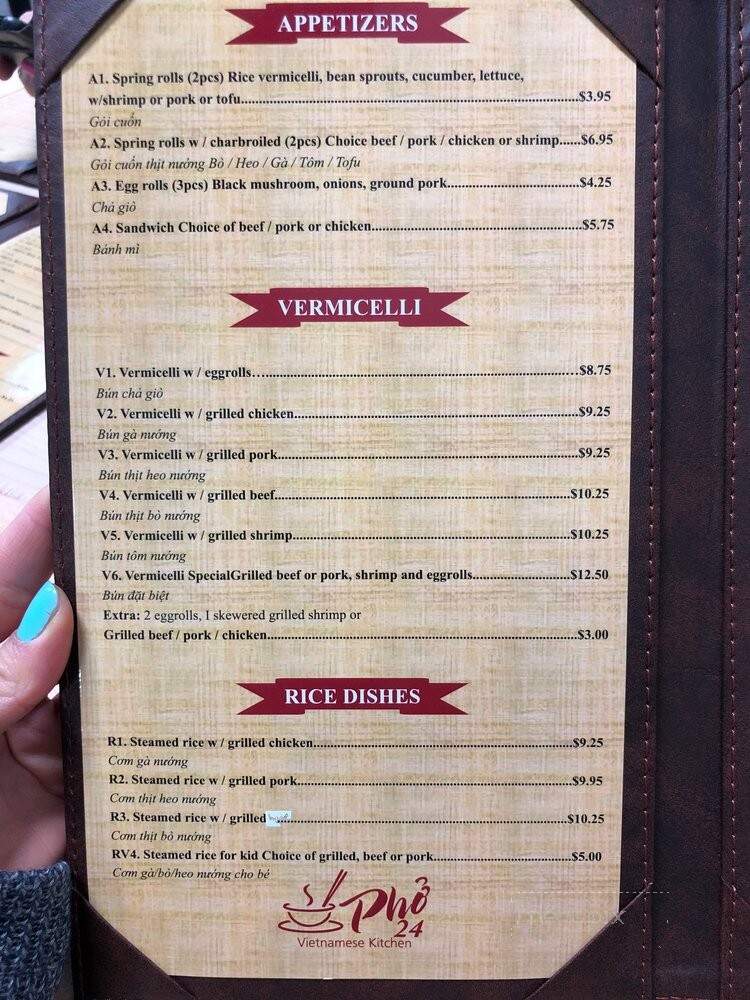 APPETIZERS
A1. Spring rolls (2pcs) Rice vermicelli, bean sprouts, cucumber, lettuce,
w/shrimp or pork or tofu...$3.95
Gỏi cuốn
A2. Spring rolls w / charbroiled (2pcs) Choice beef / pork / chicken or shrimp......$6.95
Gỏi cuốn thịt nướng Bò / Heo / Gà / Tôm / Tofu
A3. Egg rolls (3pcs) Black mushroom, onions, ground pork...$4.25
Chả giò
A4. Sandwich Choice of beef / pork or chicken...$5.75
Bánh mì
VERMICELLI
V1. Vermicelli w / eggrolls...$8.75
Bún chả giò
V2. Vermicelli w / grilled chicken...$9.25
Bún gà nướng
V3. Vermicelli w / grilled pork...$9.25
Bún thịt heo nướng
V4. Vermicelli w / grilled beef...$10.25
Bún thịt bò nướng
V5. Vermicelli w / grilled shrimp...$10.25
Bún tôm nướng
V6. Vermicelli SpecialGrilled beef or pork, shrimp and eggrolls...$12.50
Bún đặt biệt
Extra: 2 eggrolls, 1 skewered grilled shrimp or
Grilled beef / pork / chicken...$3.00
RICE DISHES
R1. Steamed rice w / grilled chicken...$9.25
Cơm gà nướng
R2. Steamed rice w / grilled pork...$9.95
Cơm thịt heo nướng
R3. Steamed rice w / grilled ...$10.25
Cơm thịt bò nướng
RV4. Steamed rice for kid Choice of grilled, beef or pork...$5.00
Cơm gà/bò/heo nướng cho bé
Phở
24
Vietnamese Kitchen